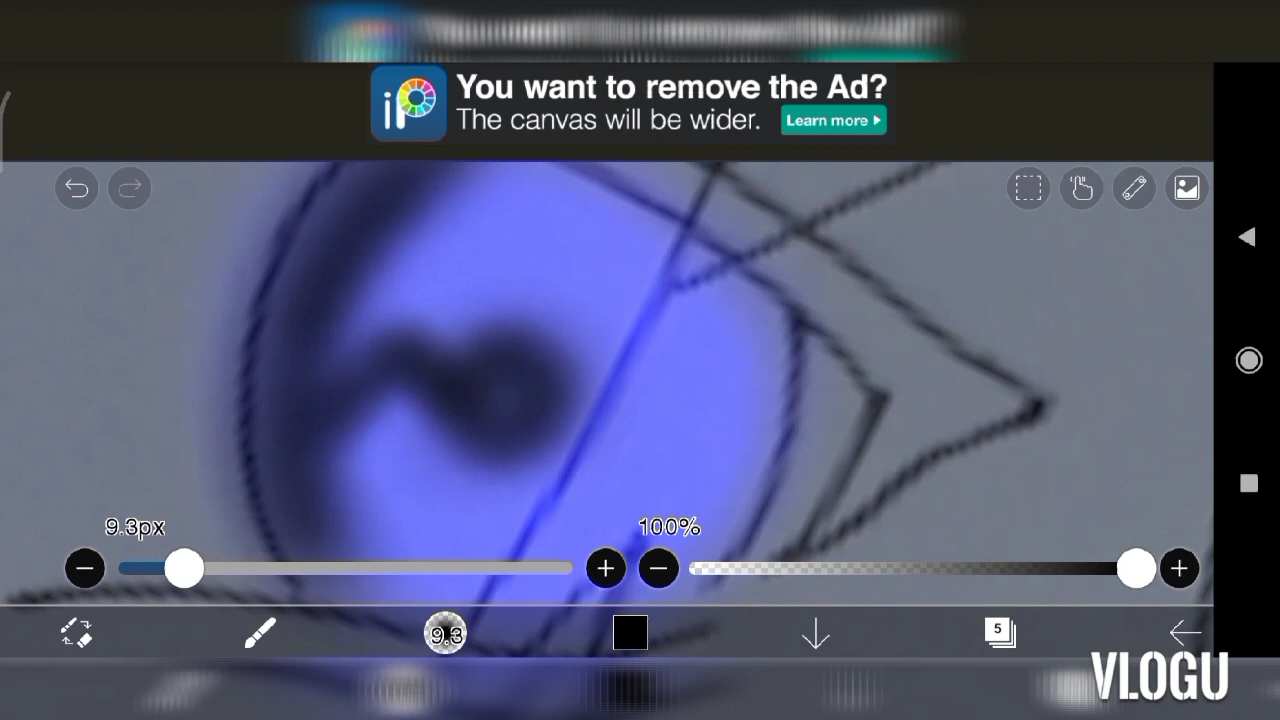 iP
You want to remove the Ad?
The canvas will be wider.
Learn more
9.3px
100%
9.3
5
VLOGU